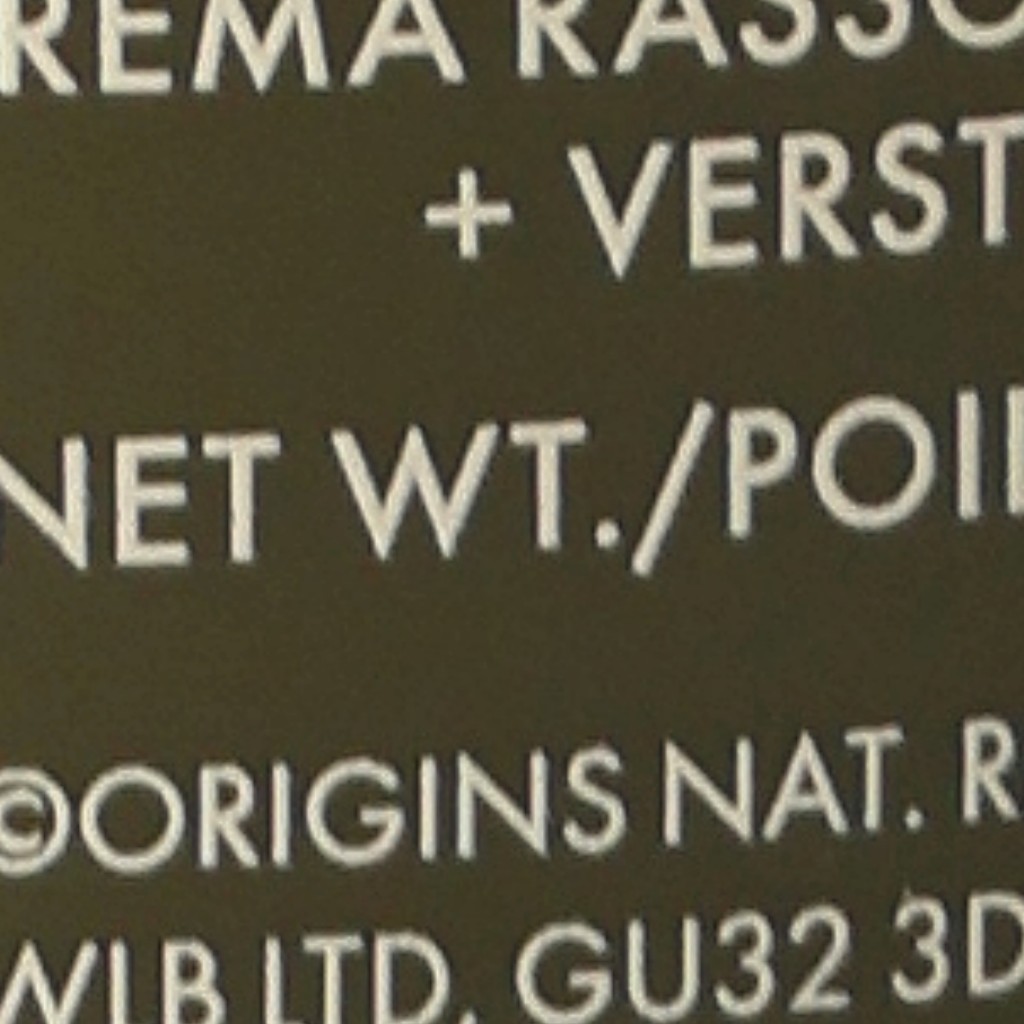 REMA RASSO
+ VERST
NET WT./POI
©ORIGINS NAT. R
WIB LTD. GU32 3D